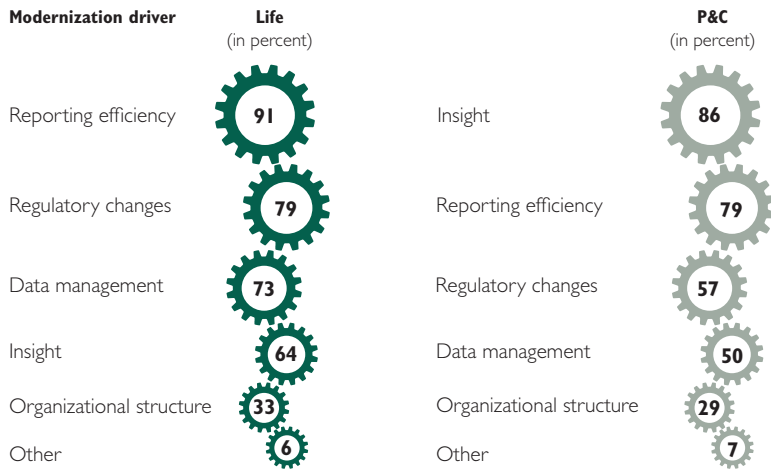 Modernization driver Life P&C
(in percent) (in percent)
Reporting efficiency 91 Insight 86
Regulatory changes 79 Reporting efficiency 79
Data management 73 Regulatory changes 57
Insight 64 Data management 50
Organizational structure 33 Organizational structure 29
Other 6 Other 7